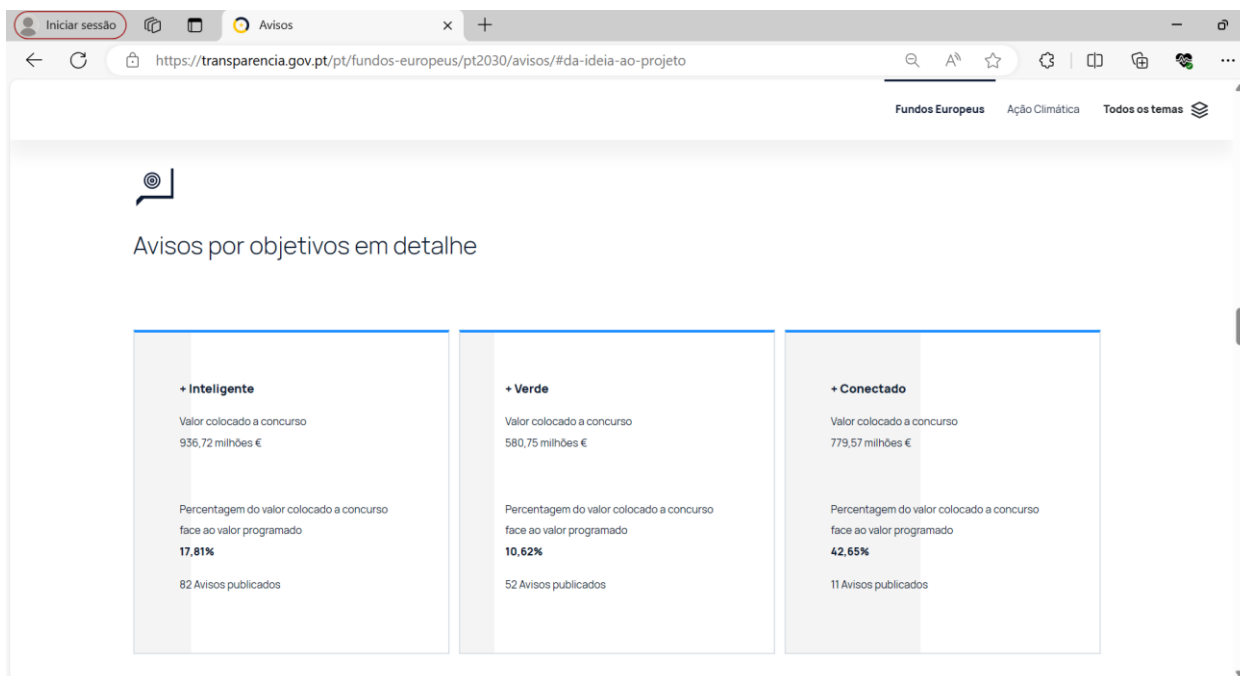 Iniciar sessão
Avisos
https://transparencia.gov.pt/pt/fundos-europeus/pt2030/avisos/#da-ideia-ao-projeto
Fundos Europeus Ação Climática Todos os temas
Avisos por objetivos em detalhe
+ Inteligente
Valor colocado a concurso
936,72 milhões €
Percentagem do valor colocado a concurso
face ao valor programado
17,81%
82 Avisos publicados
+ Verde
Valor colocado a concurso
580,75 milhões €
Percentagem do valor colocado a concurso
face ao valor programado
10,62%
52 Avisos publicados
+ Conectado
Valor colocado a concurso
779,57 milhões €
Percentagem do valor colocado a concurso
face ao valor programado
42,65%
11 Avisos publicados